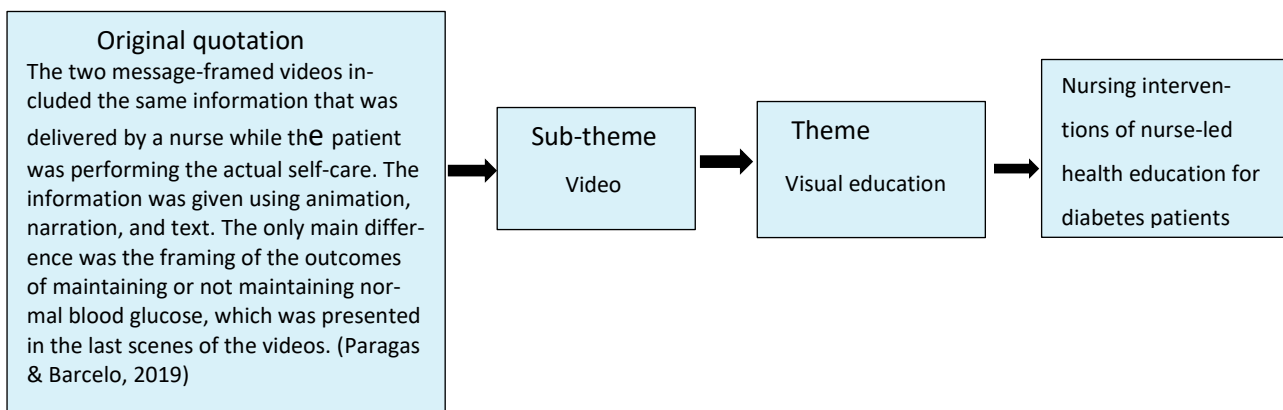 Original quotation
The two message-framed videos in-
cluded the same information that was
delivered by a nurse while the patient
was performing the actual self-care. The
information was given using animation,
narration, and text. The only main differ-
ence was the framing of the outcomes
of maintaining or not maintaining nor-
mal blood glucose, which was presented
in the last scenes of the videos. (Paragas
& Barcelo, 2019)
Sub-theme
Video
Theme
Visual education
Nursing interven-
tions of nurse-led
health education for
diabetes patients